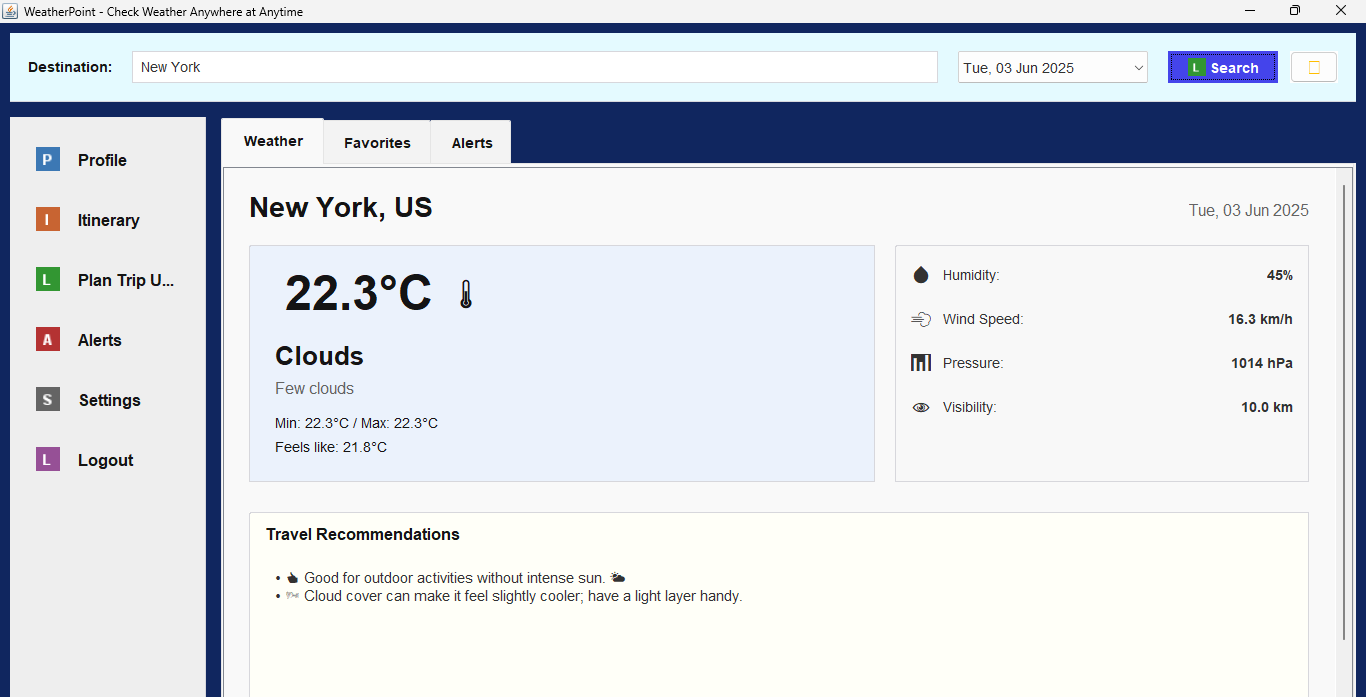 WeatherPoint - Check Weather Anywhere at Anytime
Destination:
New York
Tue, 03 Jun 2025
L Search
P Profile
I Itinerary
L Plan Trip U...
A Alerts
S Settings
L Logout
Weather
Favorites
Alerts
New York, US
Tue, 03 Jun 2025
22.3°C
Clouds
Few clouds
Min: 22.3°C / Max: 22.3°C
Feels like: 21.8°C
Humidity: 45%
Wind Speed: 16.3 km/h
Pressure: 1014 hPa
Visibility: 10.0 km
Travel Recommendations
• Good for outdoor activities without intense sun.
• Cloud cover can make it feel slightly cooler; have a light layer handy.